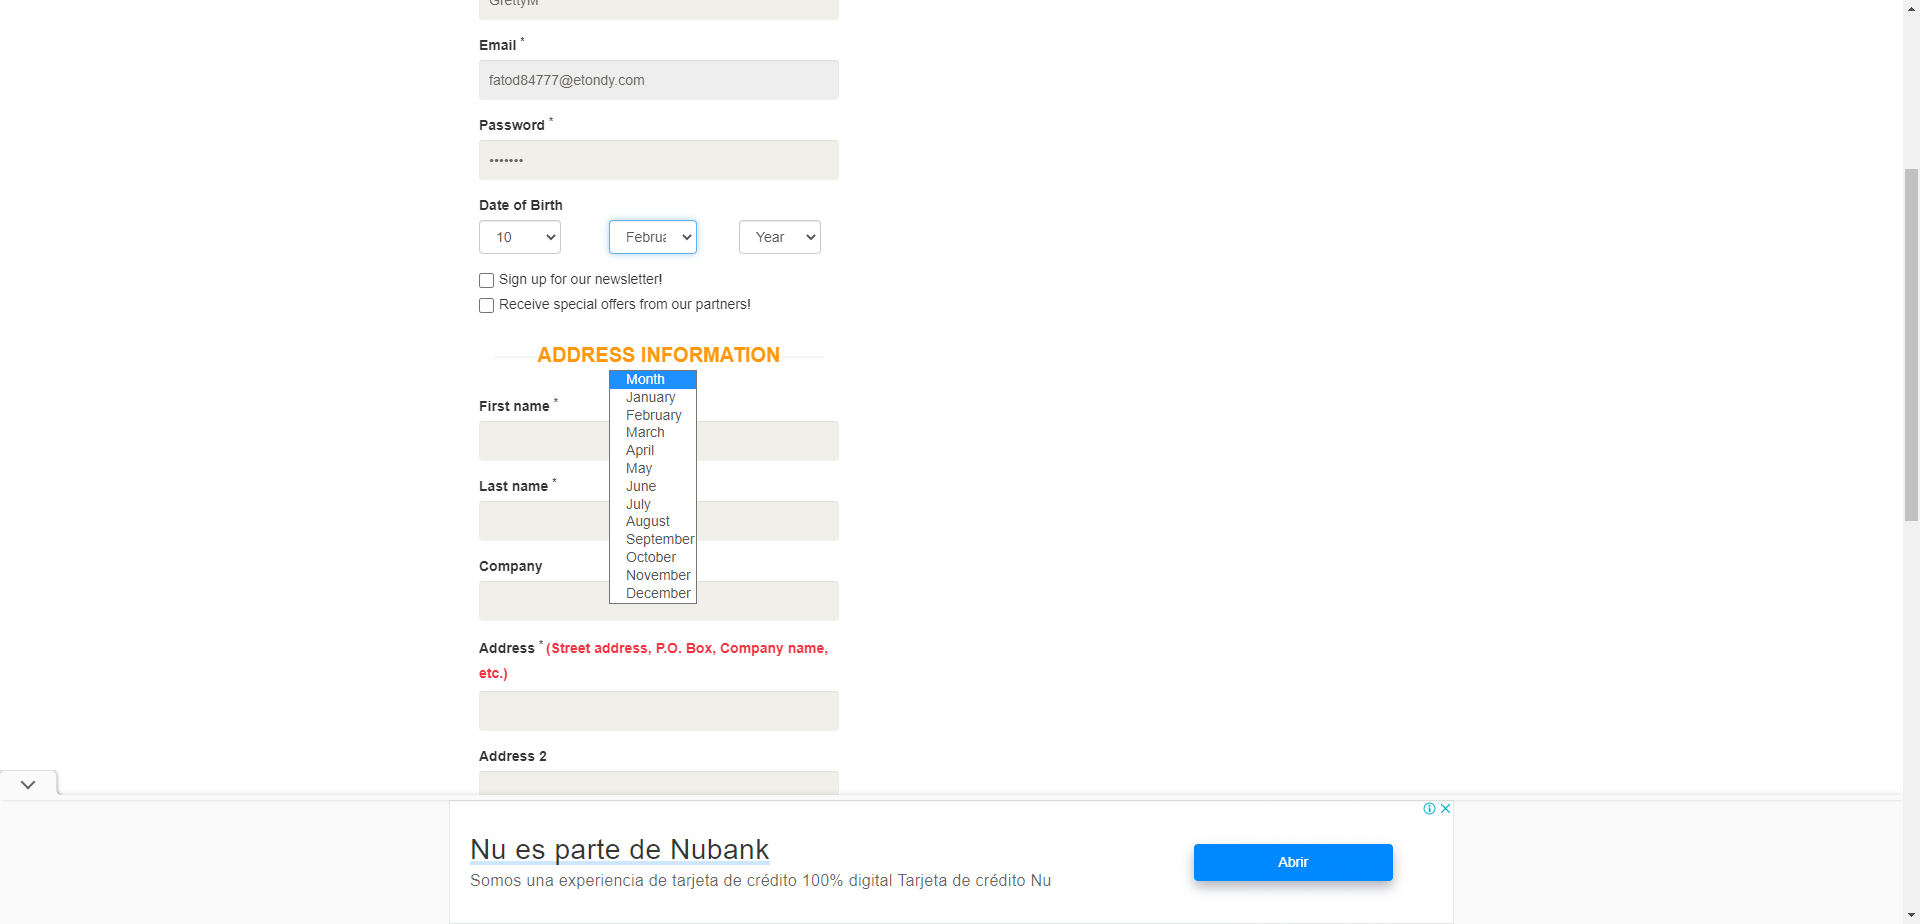 GrettyM
Email *
fatod84777@etondy.com
Password *
•••••••
Date of Birth
10
Februa
Year
Sign up for our newsletter!
Receive special offers from our partners!
ADDRESS INFORMATION
Month
January
February
March
April
May
June
July
August
September
October
November
December
First name *
Last name *
Company
Address * (Street address, P.O. Box, Company name,
etc.)
Address 2
Nu es parte de Nubank
Somos una experiencia de tarjeta de crédito 100% digital Tarjeta de crédito Nu
Abrir